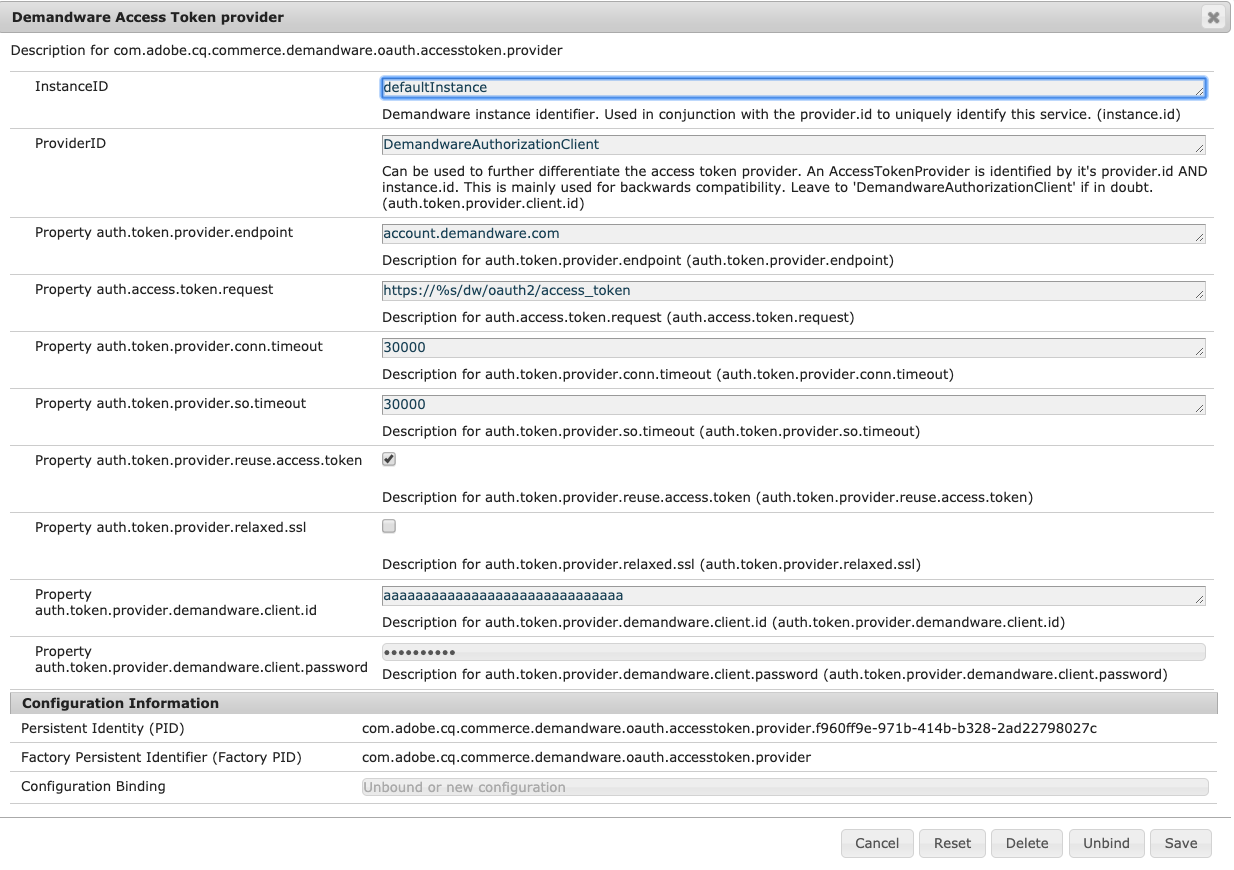 Demandware Access Token provider
Description for com.adobe.cq.commerce.demandware.oauth.accesstoken.provider
InstanceID
defaultInstance
Demandware instance identifier. Used in conjunction with the provider.id to uniquely identify this service. (instance.id)
ProviderID
DemandwareAuthorizationClient
Can be used to further differentiate the access token provider. An AccessTokenProvider is identified by it's provider.id AND
instance.id. This is mainly used for backwards compatibility. Leave to 'DemandwareAuthorizationClient' if in doubt.
(auth.token.provider.client.id)
Property auth.token.provider.endpoint
account.demandware.com
Description for auth.token.provider.endpoint (auth.token.provider.endpoint)
Property auth.access.token.request
https://%s/dw/oauth2/access_token
Description for auth.access.token.request (auth.access.token.request)
Property auth.token.provider.conn.timeout
30000
Description for auth.token.provider.conn.timeout (auth.token.provider.conn.timeout)
Property auth.token.provider.so.timeout
30000
Description for auth.token.provider.so.timeout (auth.token.provider.so.timeout)
Property auth.token.provider.reuse.access.token
Description for auth.token.provider.reuse.access.token (auth.token.provider.reuse.access.token)
Property auth.token.provider.relaxed.ssl
Description for auth.token.provider.relaxed.ssl (auth.token.provider.relaxed.ssl)
Property
auth.token.provider.demandware.client.id
aaaaaaaaaaaaaaaaaaaaaaaaaaaaaa
Description for auth.token.provider.demandware.client.id (auth.token.provider.demandware.client.id)
Property
auth.token.provider.demandware.client.password
••••••••••
Description for auth.token.provider.demandware.client.password (auth.token.provider.demandware.client.password)
Configuration Information
Persistent Identity (PID)
com.adobe.cq.commerce.demandware.oauth.accesstoken.provider.f960ff9e-971b-414b-b328-2ad22798027c
Factory Persistent Identifier (Factory PID)
com.adobe.cq.commerce.demandware.oauth.accesstoken.provider
Configuration Binding
Unbound or new configuration
Cancel
Reset
Delete
Unbind
Save